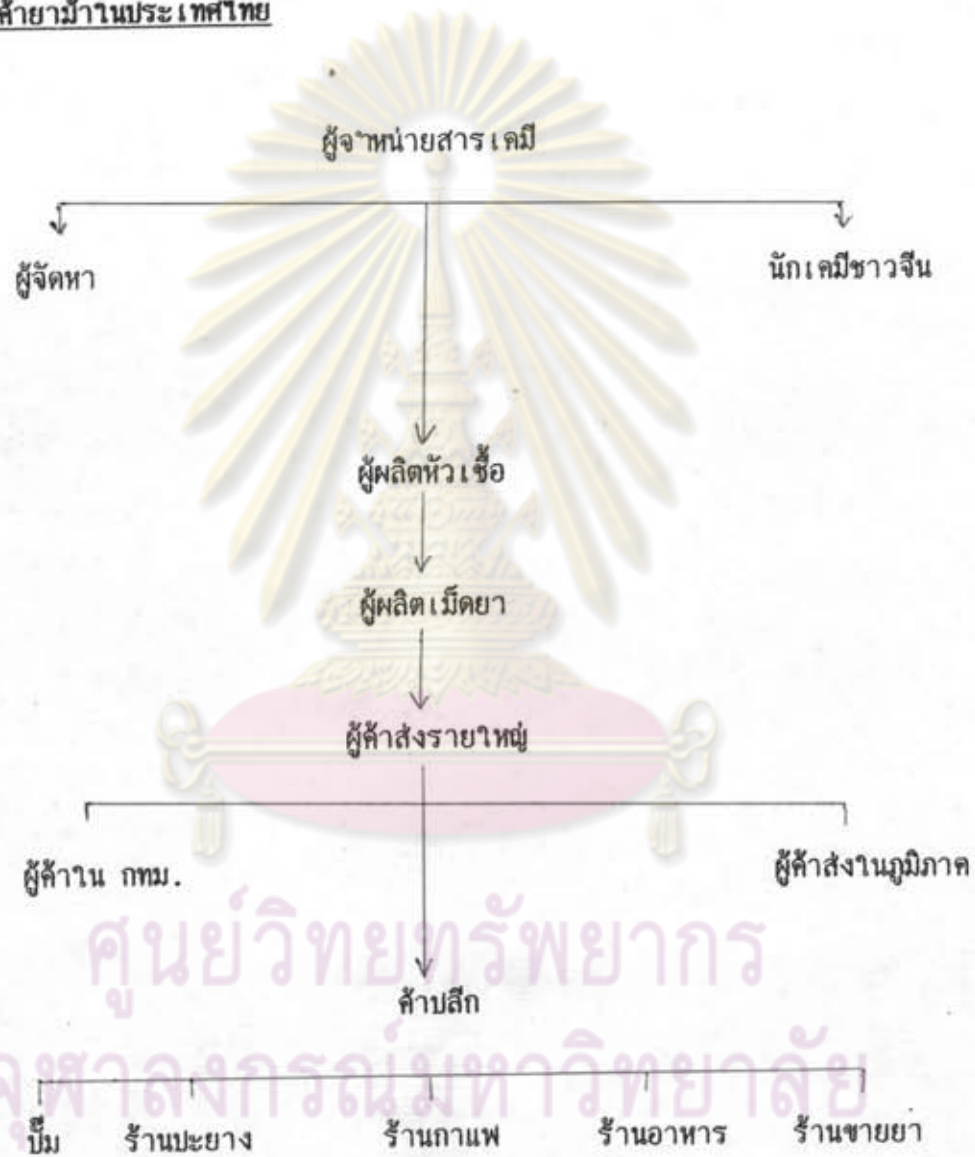 ค้ายาม้าในประเทศไทย
ผู้จำหน่ายสารเคมี
ผู้จัดหา นักเคมีชาวจีน
ผู้ผลิตหัวเชื้อ
ผู้ผลิตเม็ดยา
ผู้ค้าส่งรายใหญ่
ผู้ค้าใน กทม. ผู้ค้าส่งในภูมิภาค
ศูนย์วิทยทรัพยากร
ค้าปลีก
จุฬาลงกรณ์มหาวิทยาลัย
ปั๊ม ร้านปะยาง ร้านกาแฟ ร้านอาหาร ร้านขายยา